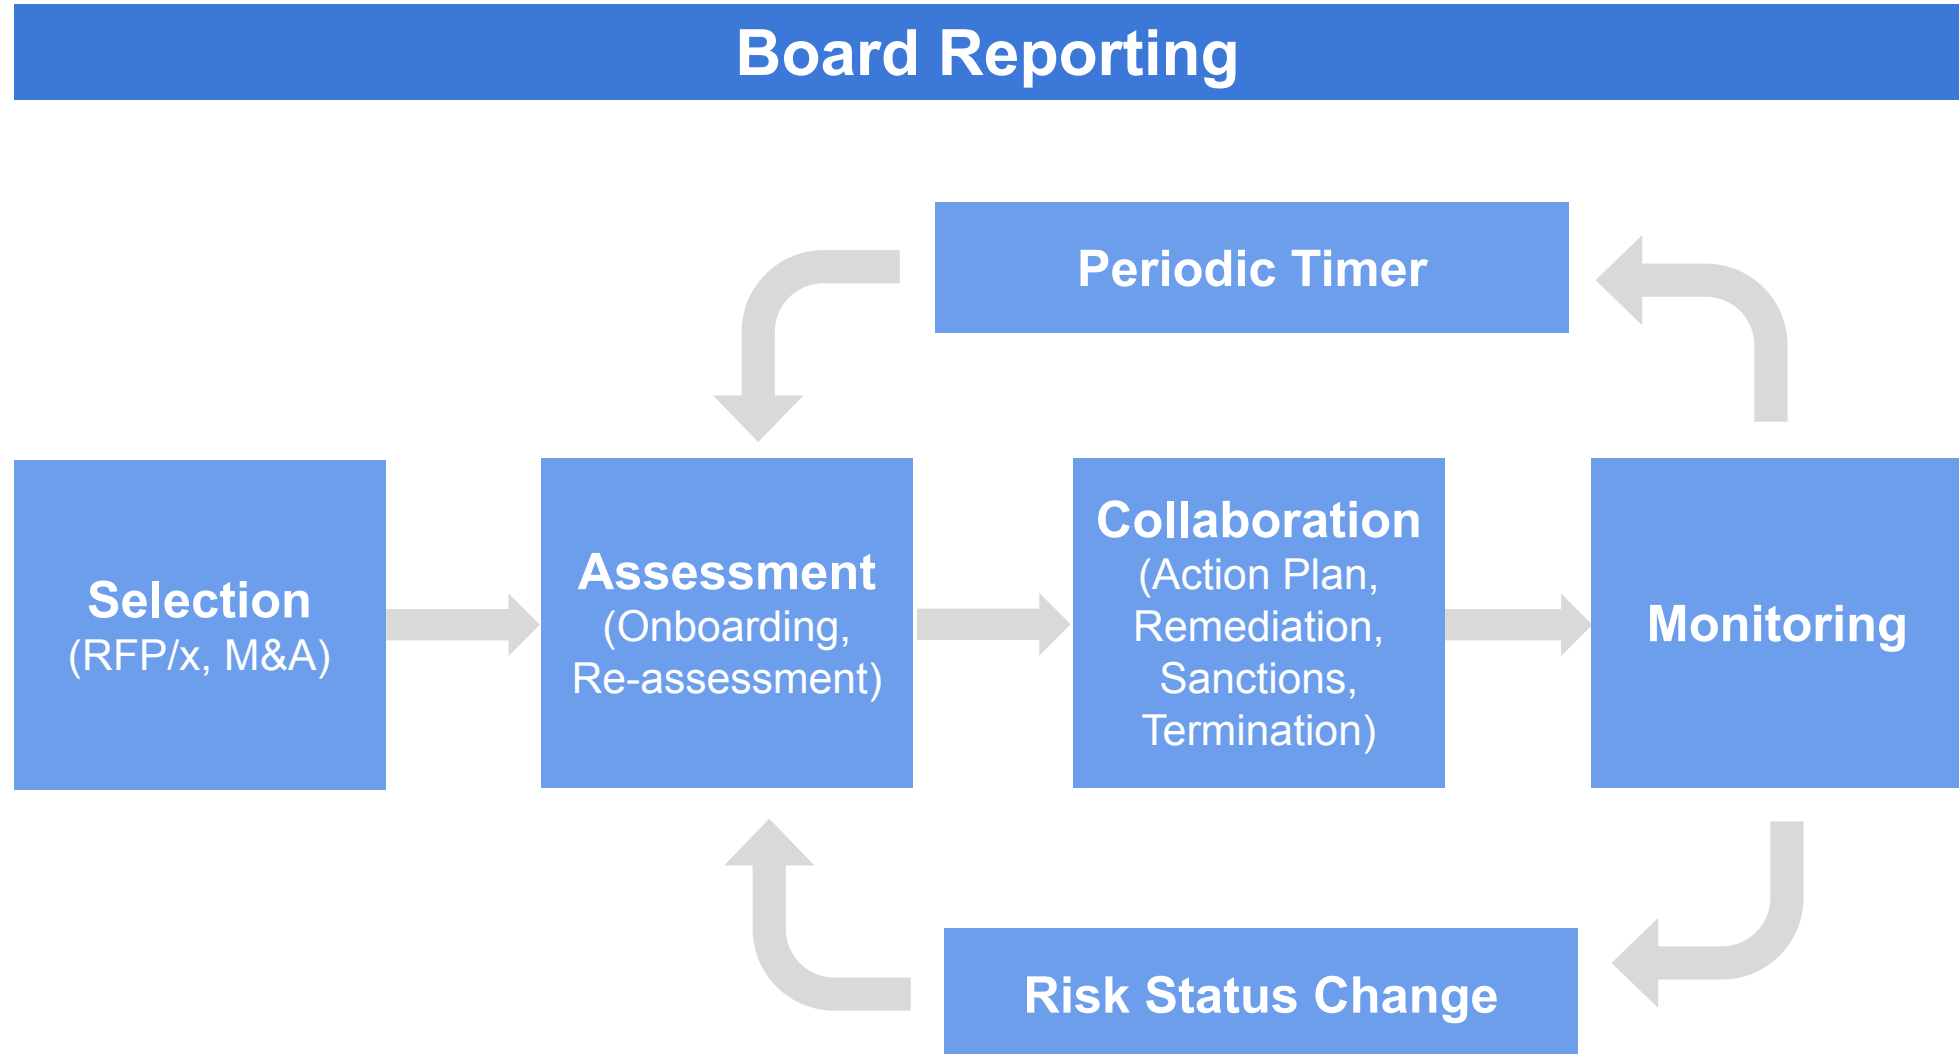 Board Reporting
Periodic Timer
Selection
(RFP/x, M&A)
Assessment
(Onboarding,
Re-assessment)
Collaboration
(Action Plan,
Remediation,
Sanctions,
Termination)
Monitoring
Risk Status Change